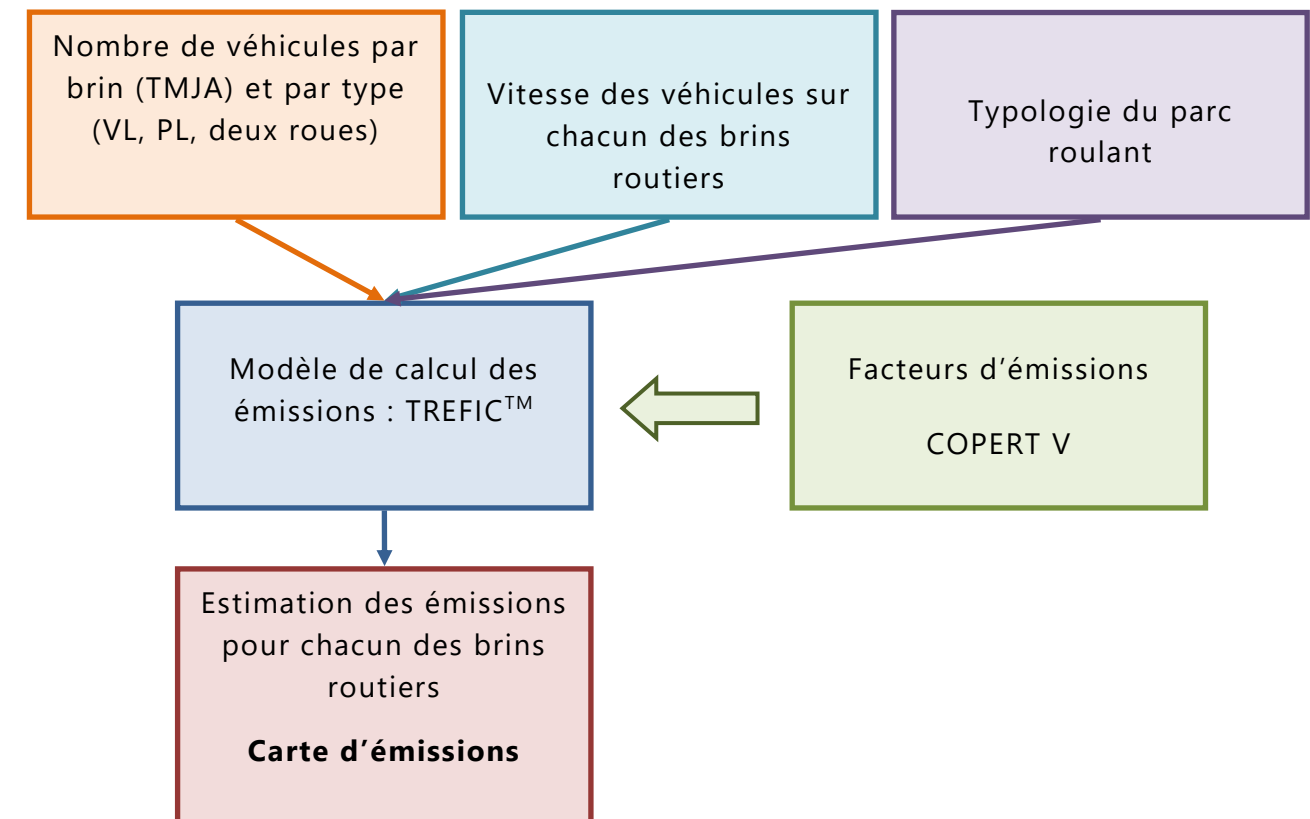 Nombre de véhicules par
brin (TMJA) et par type
(VL, PL, deux roues)
Vitesse des véhicules sur
chacun des brins
routiers
Typologie du parc
roulant
Modèle de calcul des
émissions : TREFIC™
Facteurs d’émissions
COPERT V
Estimation des émissions
pour chacun des brins
routiers
Carte d’émissions